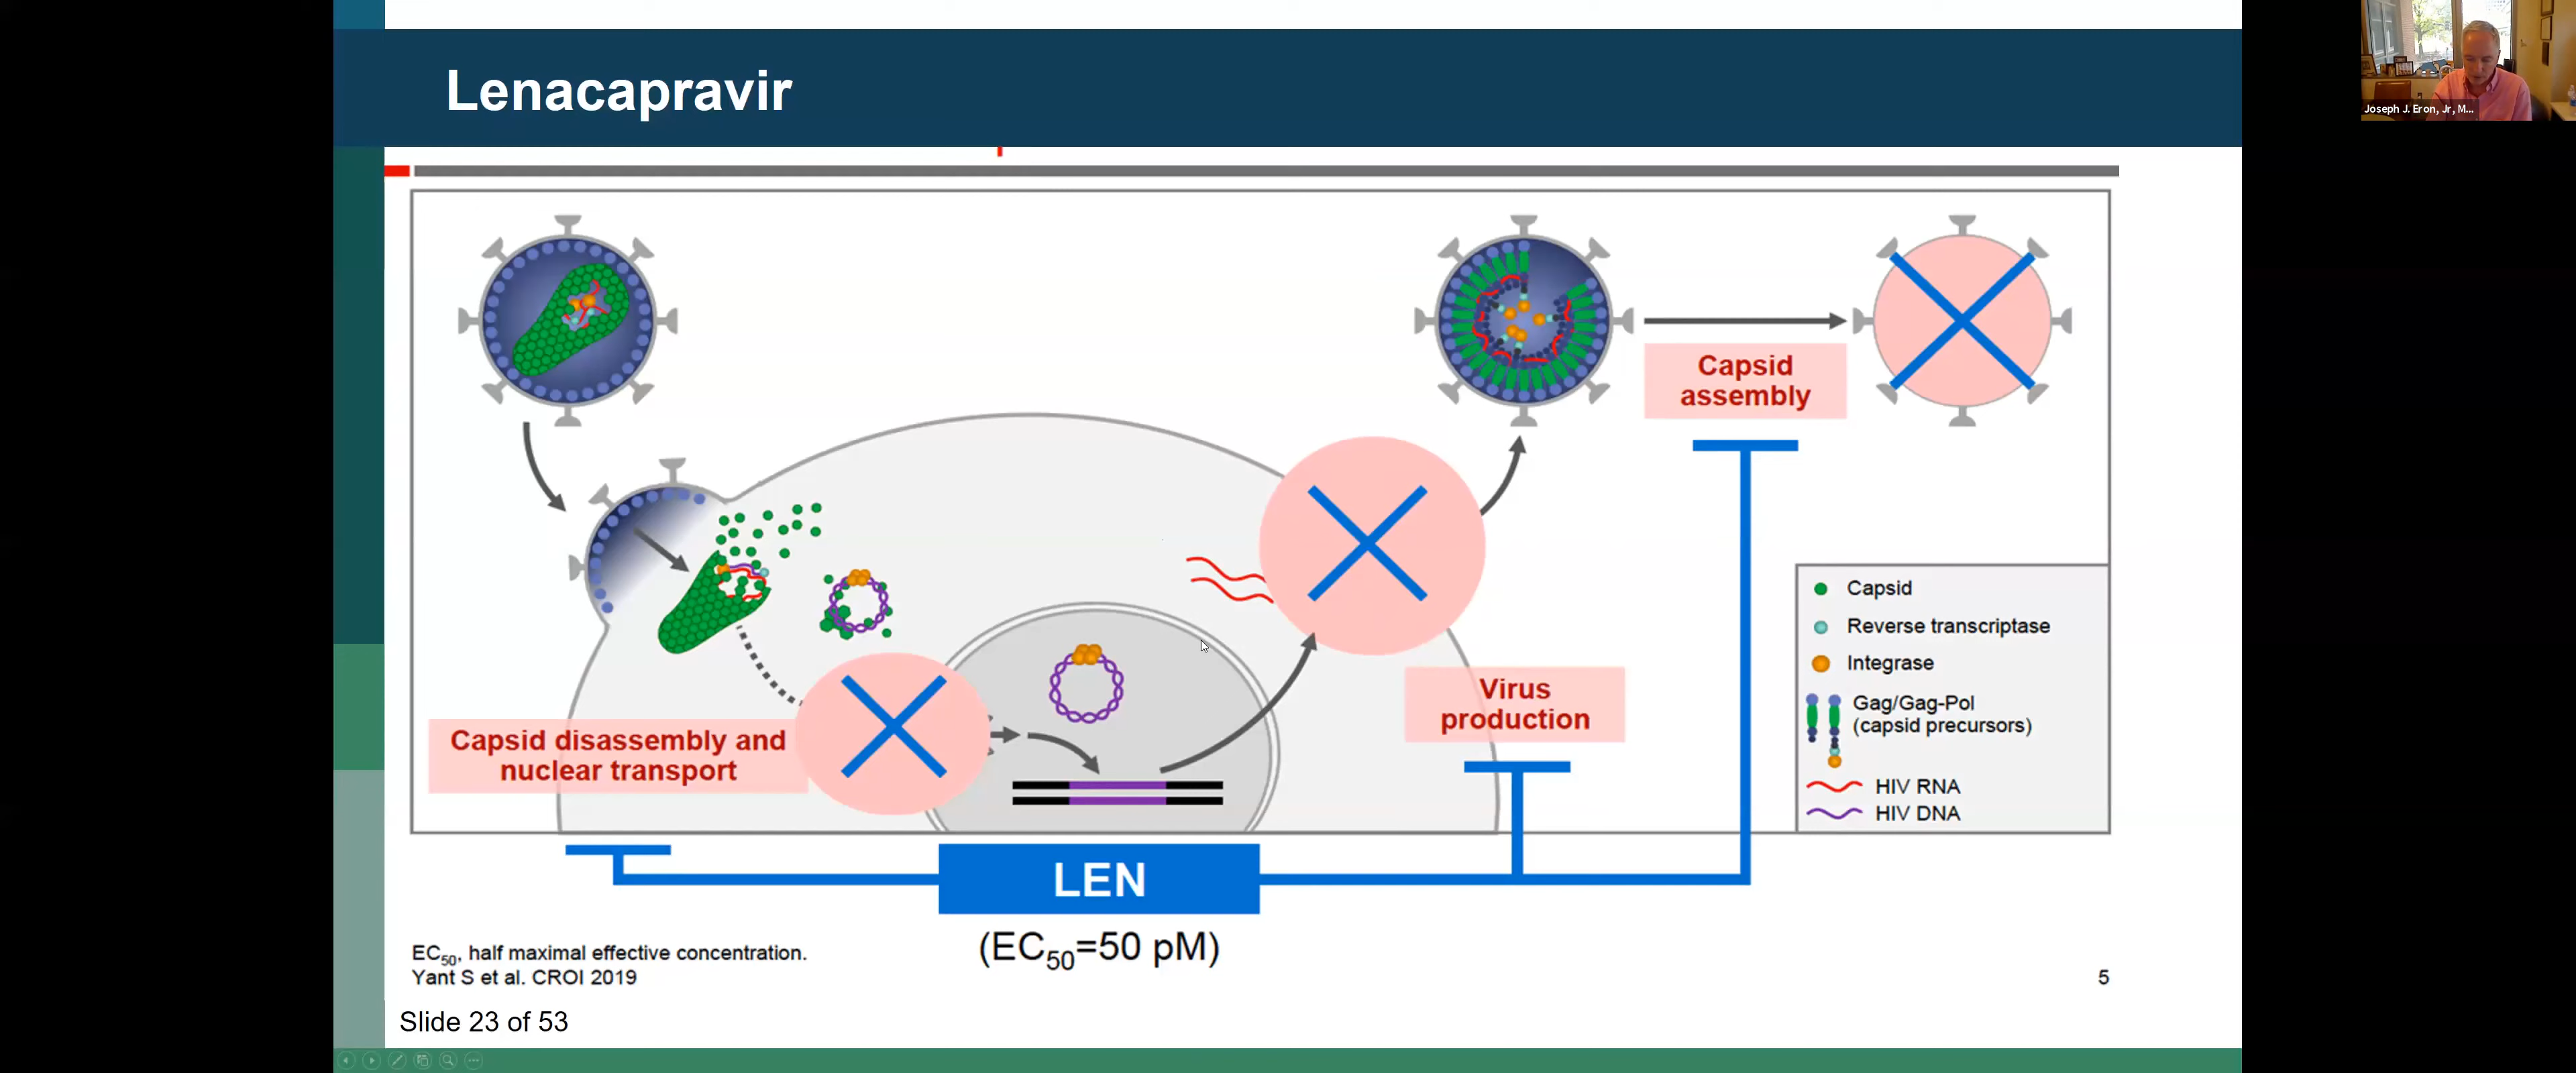 Lenacapravir
Joseph J. Eron, Jr, M...
Capsid
assembly
Capsid disassembly and
nuclear transport
Virus
production
Capsid
Reverse transcriptase
Integrase
Gag/Gag-Pol
(capsid precursors)
HIV RNA
HIV DNA
LEN
(EC50=50 pM)
EC50, half maximal effective concentration.
Yant S et al. CROI 2019
5
Slide 23 of 53